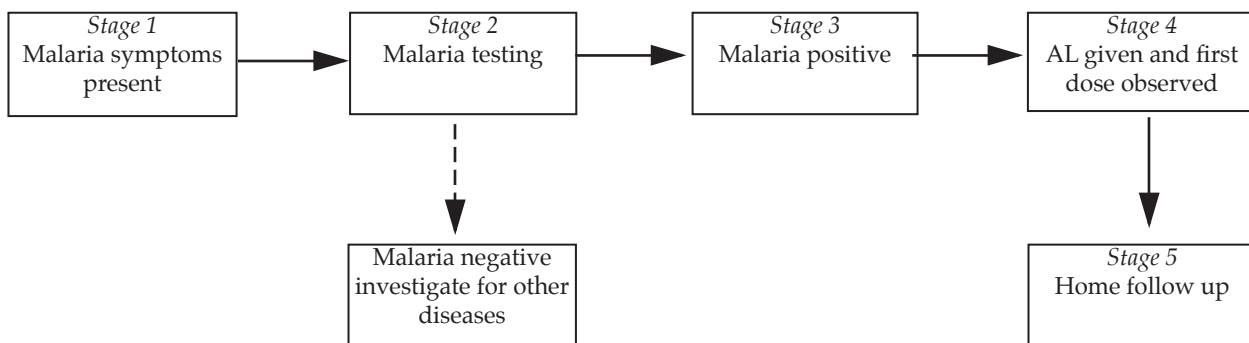 Stage 1
Malaria symptoms
present
Stage 2
Malaria testing
Stage 3
Malaria positive
Stage 4
AL given and first
dose observed
Malaria negative
investigate for other
diseases
Stage 5
Home follow up